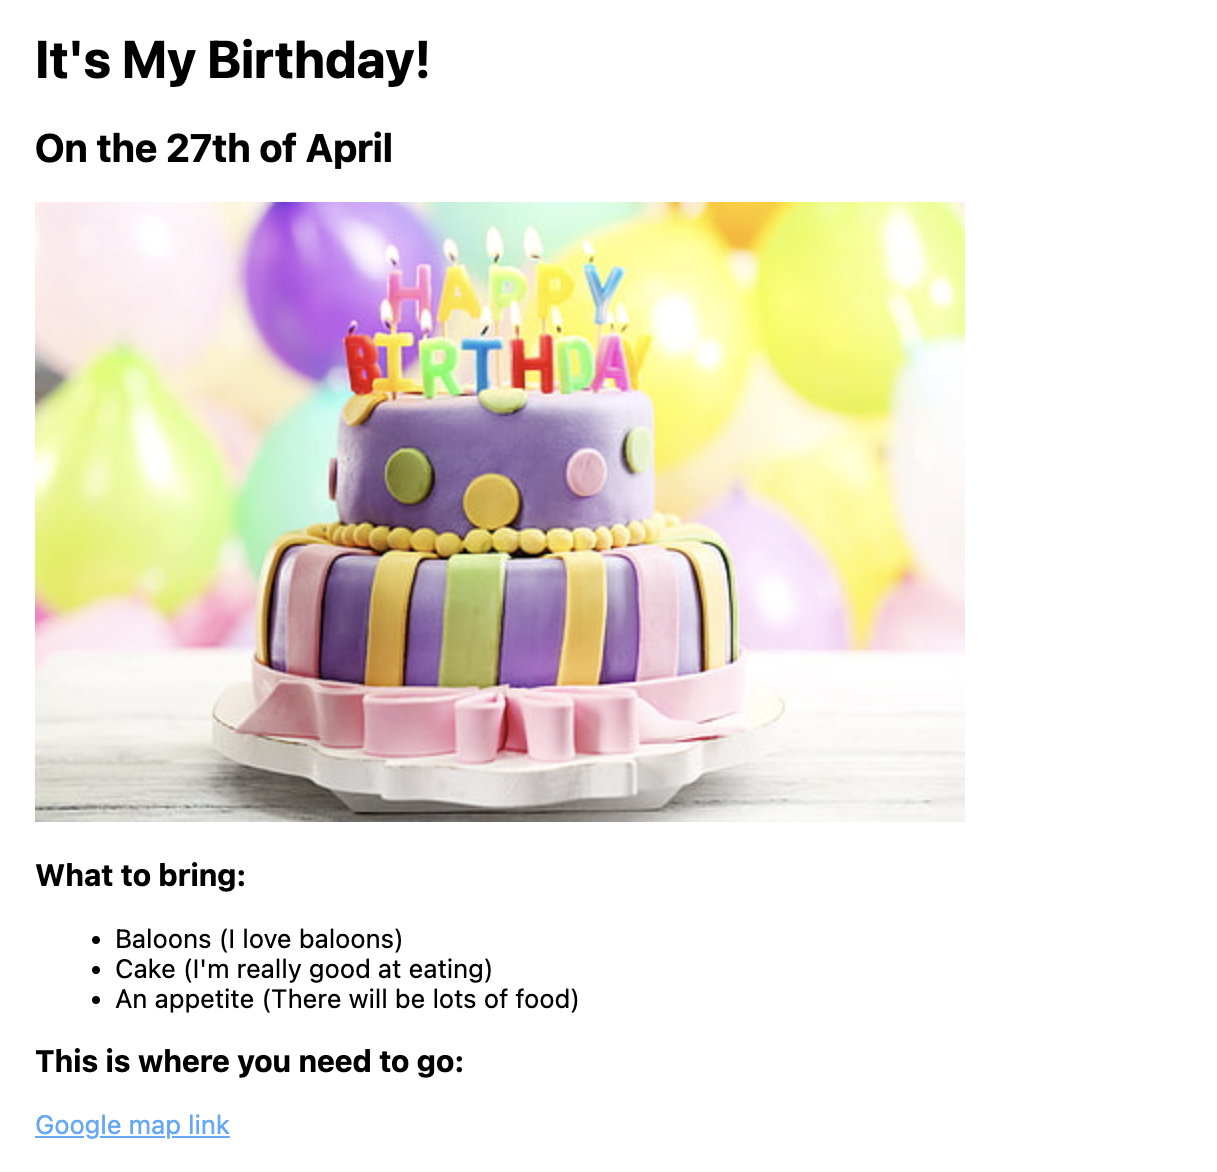 It's My Birthday!
On the 27th of April
HAPPY
BIRTHDAY
What to bring:
Baloons (I love baloons)
Cake (I'm really good at eating)
An appetite (There will be lots of food)
This is where you need to go:
Google map link